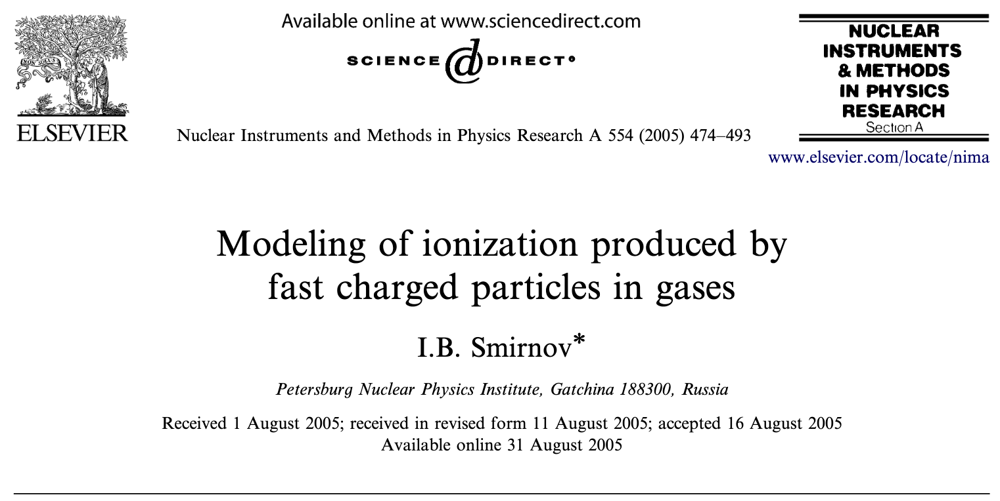 Available online at www.sciencedirect.com
SCIENCE @ DIRECT®
NON SOLUS
ELSEVIER
Nuclear Instruments and Methods in Physics Research A 554 (2005) 474–493
NUCLEAR
INSTRUMENTS
& METHODS
IN PHYSICS
RESEARCH
Section A
www.elsevier.com/locate/nima
Modeling of ionization produced by
fast charged particles in gases
I.B. Smirnov*
Petersburg Nuclear Physics Institute, Gatchina 188300, Russia
Received 1 August 2005; received in revised form 11 August 2005; accepted 16 August 2005
Available online 31 August 2005